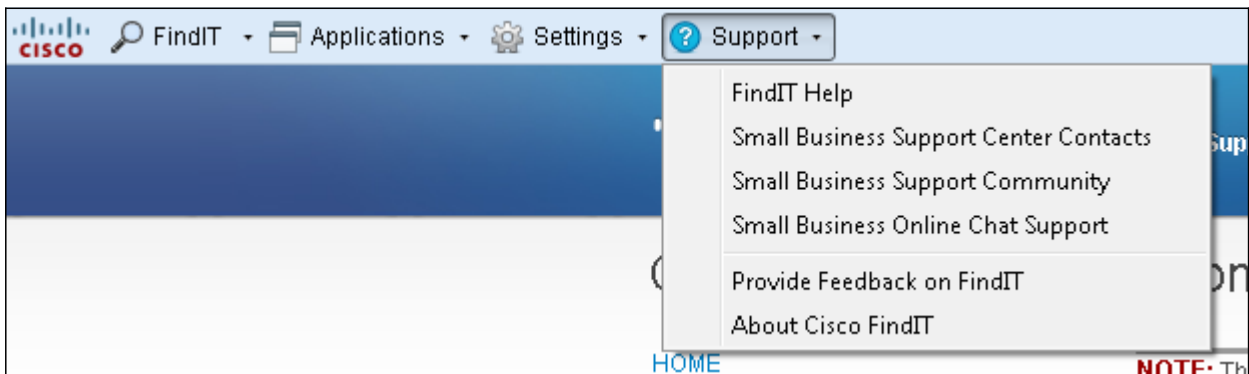 CISCO FindIT Applications Settings Support
FindIT Help
Small Business Support Center Contacts
Small Business Support Community
Small Business Online Chat Support
Provide Feedback on FindIT
About Cisco FindIT
HOME
NOTE: